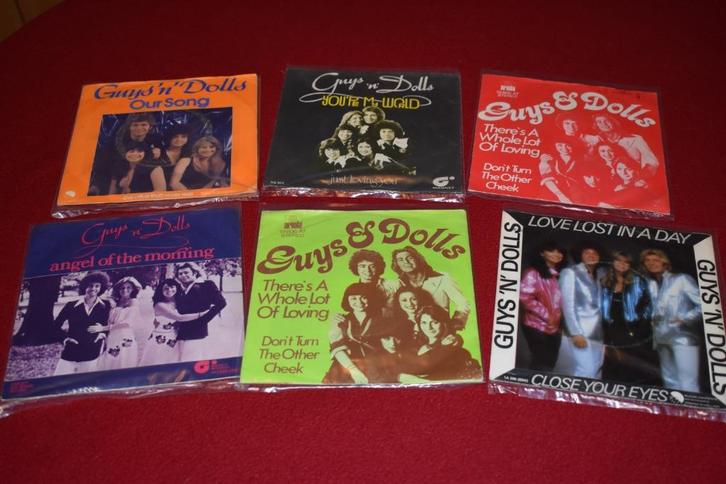 Guys 'n' Dolls
Our Song
Guys 'n' Dolls
YOU'RE MY WORLD
just loving you
ariola
Guys & Dolls
There's A
Whole Lot
Of Loving
Don't Turn
The Other
Cheek
Guys 'n' Dolls
angel of the morning
ariola
Guys & Dolls
There's A
Whole Lot
Of Loving
Don't Turn
The Other
Cheek
LOVE LOST IN A DAY
GUYS 'N' DOLLS
GUYS 'N' DOLLS
CLOSE YOUR EYES